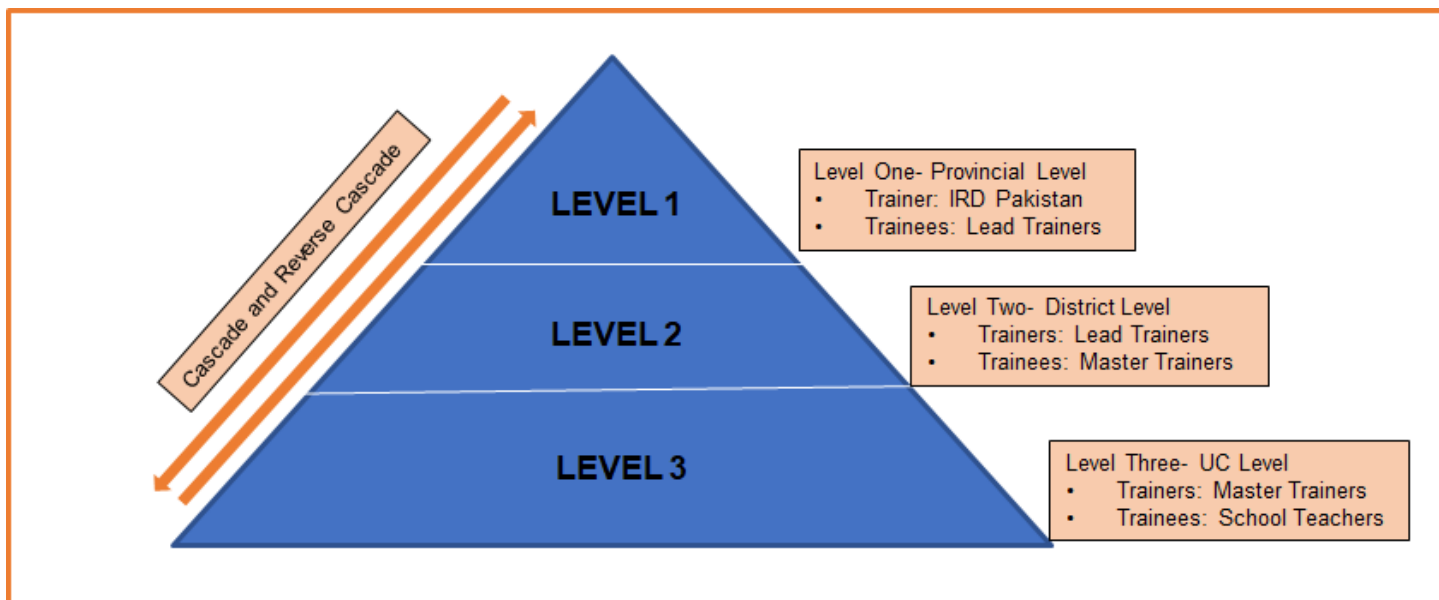 Cascade and Reverse Cascade
LEVEL 1
Level One- Provincial Level
• Trainer: IRD Pakistan
• Trainees: Lead Trainers
LEVEL 2
Level Two- District Level
• Trainers: Lead Trainers
• Trainees: Master Trainers
LEVEL 3
Level Three- UC Level
• Trainers: Master Trainers
• Trainees: School Teachers